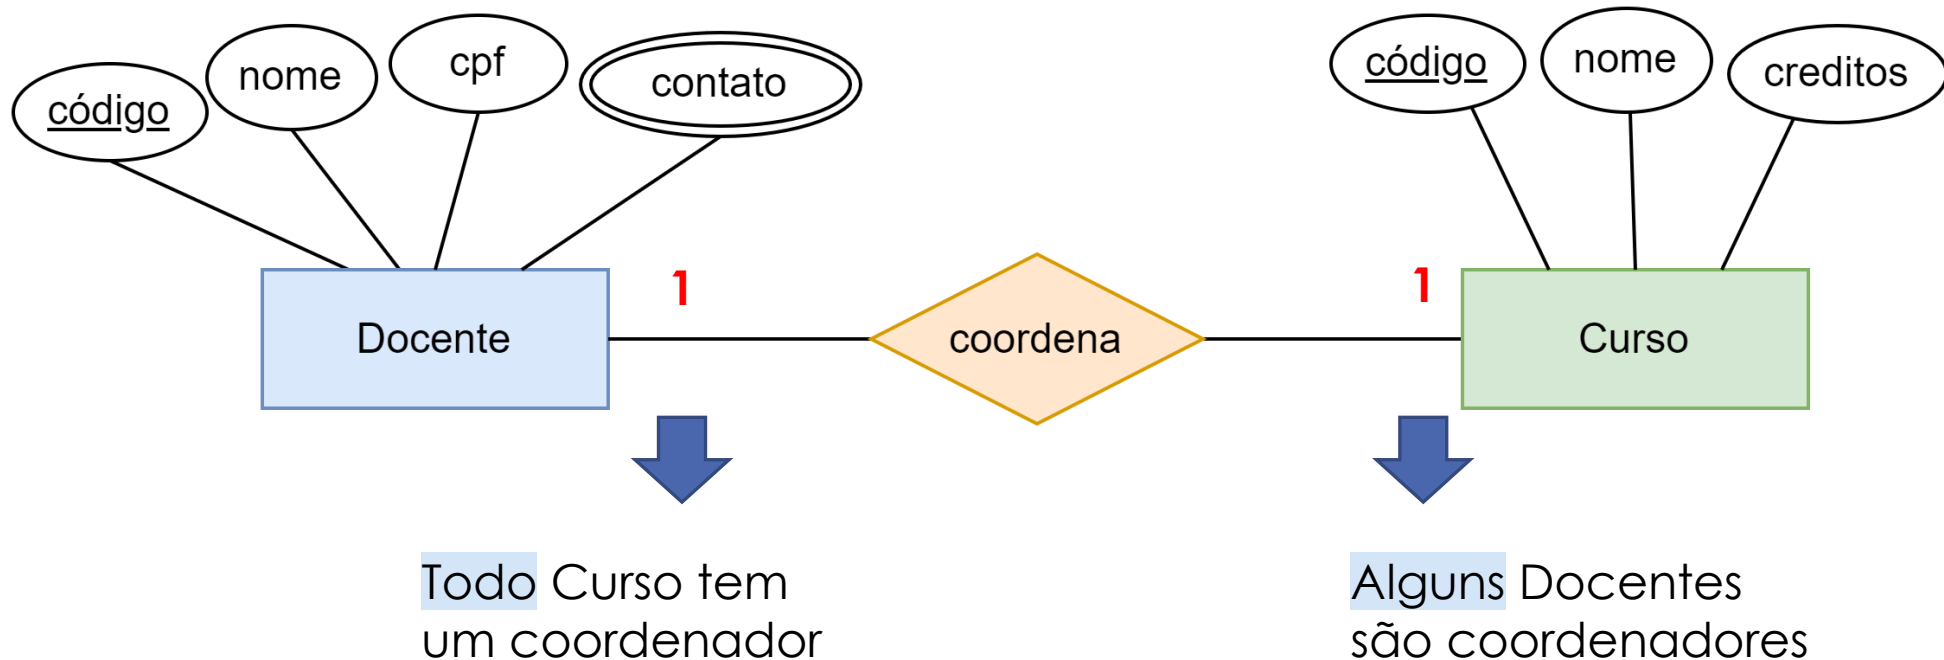 código
nome
cpf
contato
código
nome
creditos
1
1
Docente
coordena
Curso
Todo Curso tem
um coordenador
Alguns Docentes
são coordenadores